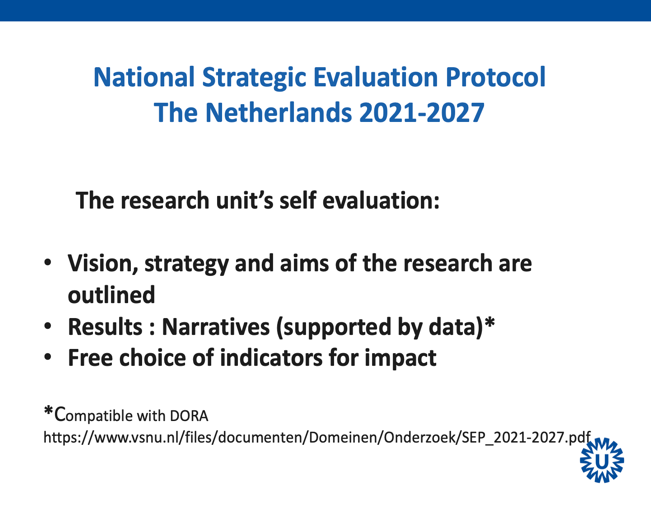 National Strategic Evaluation Protocol
The Netherlands 2021-2027
The research unit's self evaluation:
• Vision, strategy and aims of the research are
outlined
• Results : Narratives (supported by data)*
• Free choice of indicators for impact
*Compatible with DORA
https://www.vsnu.nl/files/documenten/Domeinen/Onderzoek/SEP_2021-2027.pdf
U